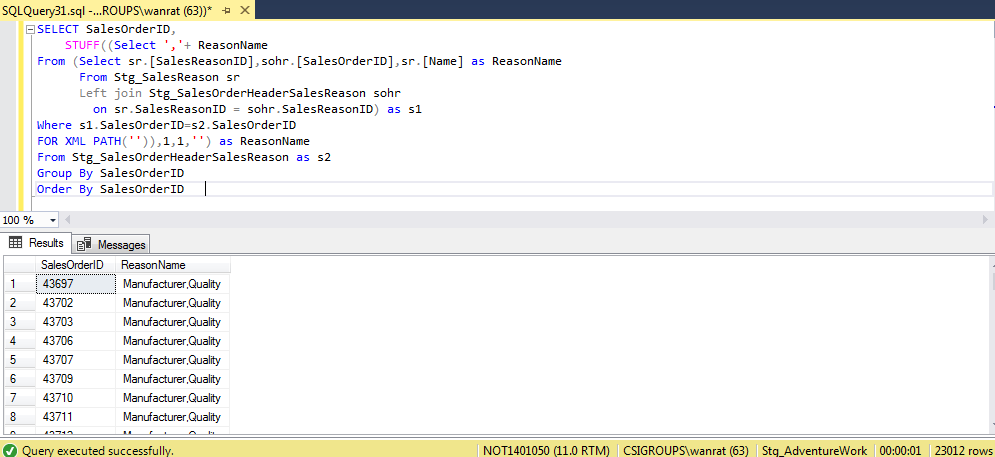 SQLQuery31.sql -...ROUPS\wanrat (63))*
SELECT SalesOrderID,
STUFF((Select ','+ ReasonName
From (Select sr.[SalesReasonID],sohr.[SalesOrderID],sr.[Name] as ReasonName
From Stg_SalesReason sr
Left join Stg_SalesOrderHeaderSalesReason sohr
on sr.SalesReasonID = sohr.SalesReasonID) as s1
Where s1.SalesOrderID=s2.SalesOrderID
FOR XML PATH('')),1,1,'') as ReasonName
From Stg_SalesOrderHeaderSalesReason as s2
Group By SalesOrderID
Order By SalesOrderID
100 %
Results Messages
SalesOrderID ReasonName
1 43697 Manufacturer,Quality
2 43702 Manufacturer,Quality
3 43703 Manufacturer,Quality
4 43706 Manufacturer,Quality
5 43707 Manufacturer,Quality
6 43709 Manufacturer,Quality
7 43710 Manufacturer,Quality
8 43711 Manufacturer,Quality
Query executed successfully. NOT1401050 (11.0 RTM) CSIGROUPS\wanrat (63) Stg_AdventureWork 00:00:01 23012 rows